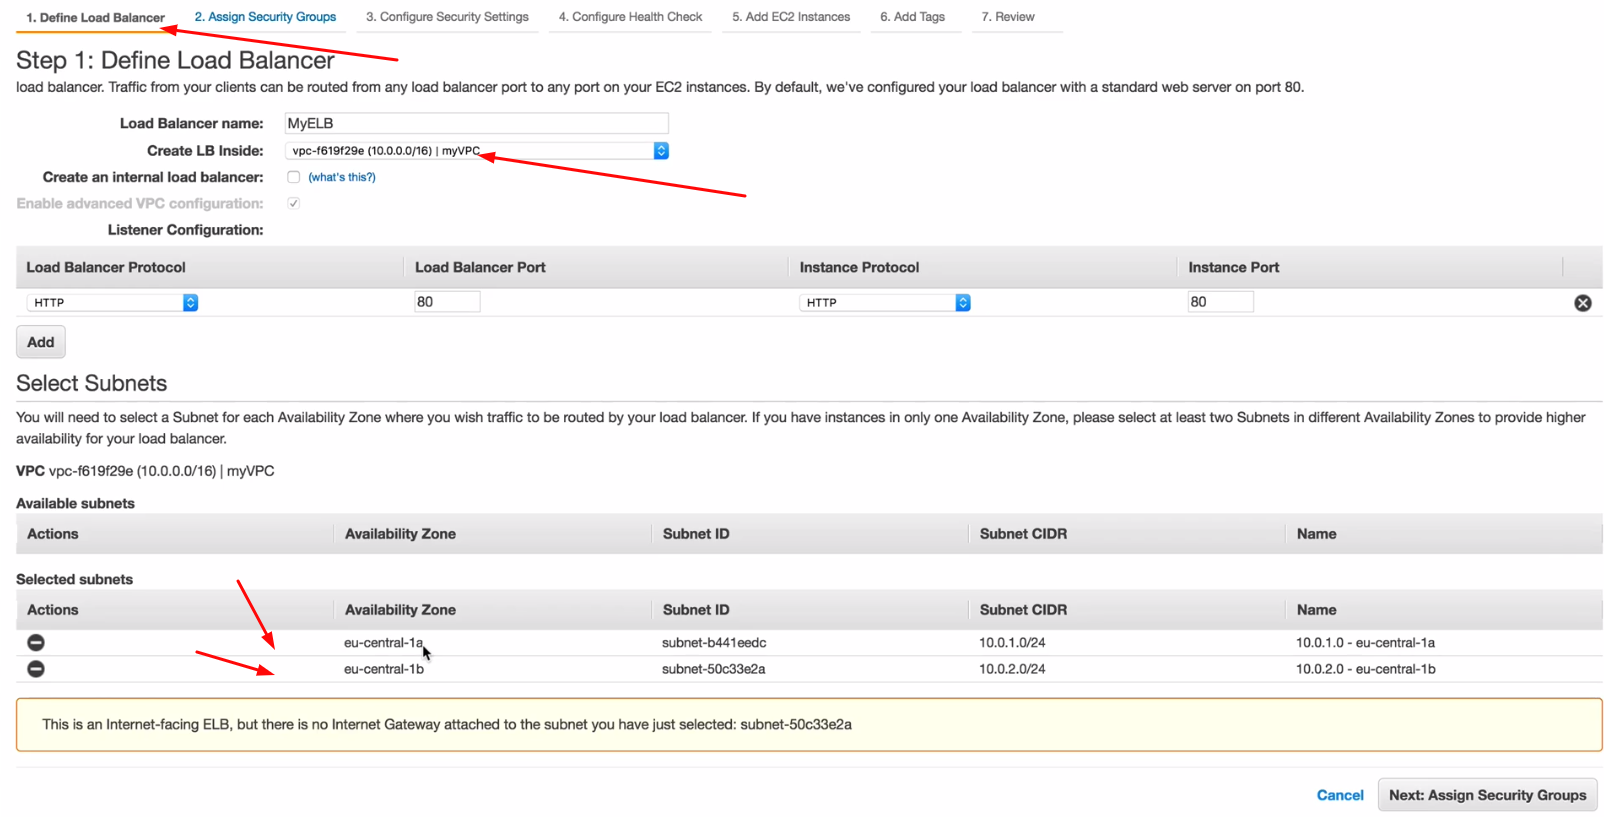 1. Define Load Balancer 2. Assign Security Groups 3. Configure Security Settings 4. Configure Health Check 5. Add EC2 Instances 6. Add Tags 7. Review
Step 1: Define Load Balancer
load balancer. Traffic from your clients can be routed from any load balancer port to any port on your EC2 instances. By default, we've configured your load balancer with a standard web server on port 80.
Load Balancer name: MyELB
Create LB Inside: vpc-f619f29e (10.0.0.0/16) | myVPC
Create an internal load balancer: (what's this?)
Enable advanced VPC configuration:
Listener Configuration:
Load Balancer Protocol Load Balancer Port Instance Protocol Instance Port
HTTP 80 HTTP 80
Add
Select Subnets
You will need to select a Subnet for each Availability Zone where you wish traffic to be routed by your load balancer. If you have instances in only one Availability Zone, please select at least two Subnets in different Availability Zones to provide higher
availability for your load balancer.
VPC vpc-f619f29e (10.0.0.0/16) | myVPC
Available subnets
Actions Availability Zone Subnet ID Subnet CIDR Name
Selected subnets
Actions Availability Zone Subnet ID Subnet CIDR Name
eu-central-1a subnet-b441eedc 10.0.1.0/24 10.0.1.0 - eu-central-1a
eu-central-1b subnet-50c33e2a 10.0.2.0/24 10.0.2.0 - eu-central-1b
This is an Internet-facing ELB, but there is no Internet Gateway attached to the subnet you have just selected: subnet-50c33e2a
Cancel Next: Assign Security Groups